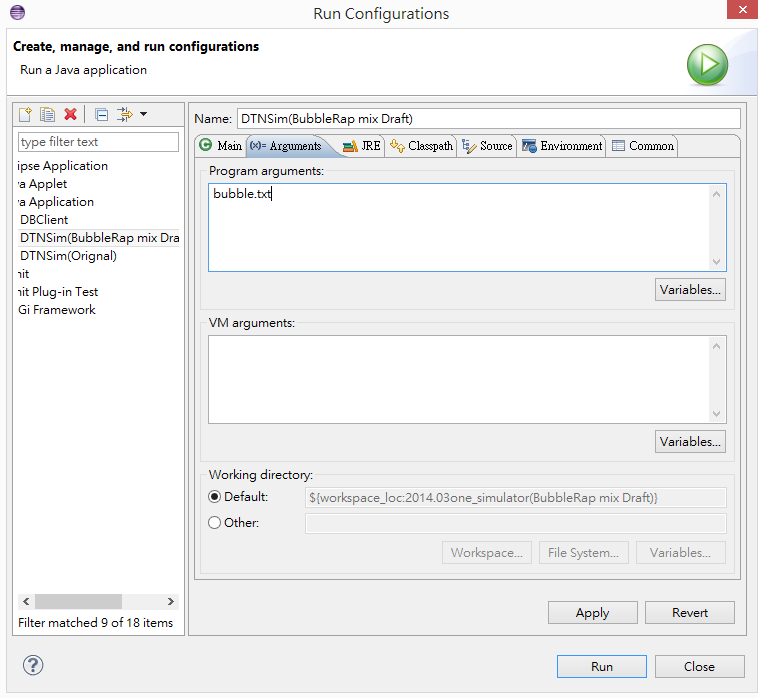 Run Configurations
Create, manage, and run configurations
Run a Java application
type filter text
ipse Application
va Applet
va Application
DBClient
DTNSim(BubbleRap mix Dra
DTNSim(Orignal)
nit
nit Plug-in Test
Gi Framework
Filter matched 9 of 18 items
Name: DTNSim(BubbleRap mix Draft)
Main (x)= Arguments JRE Classpath Source Environment Common
Program arguments:
bubble.txt
Variables...
VM arguments:
Variables...
Working directory:
Default: ${workspace_loc:2014.03one_simulator(BubbleRap mix Draft)}
Other:
Workspace... File System... Variables...
Apply Revert
Run Close